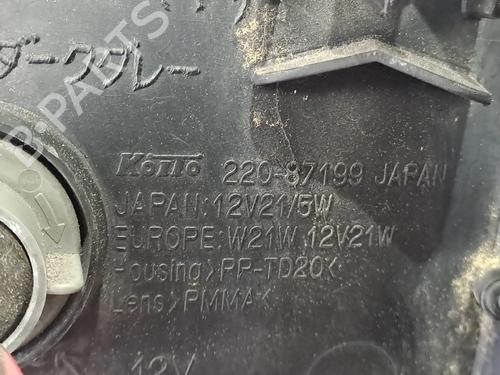 ダークグレー
KOITO 220-87199 JAPAN
JAPAN:12V21/5W
EUROPE:W21W 12V21W
Housing>PP-TD20<
Lens>PMMA<
12V
B-PARTS